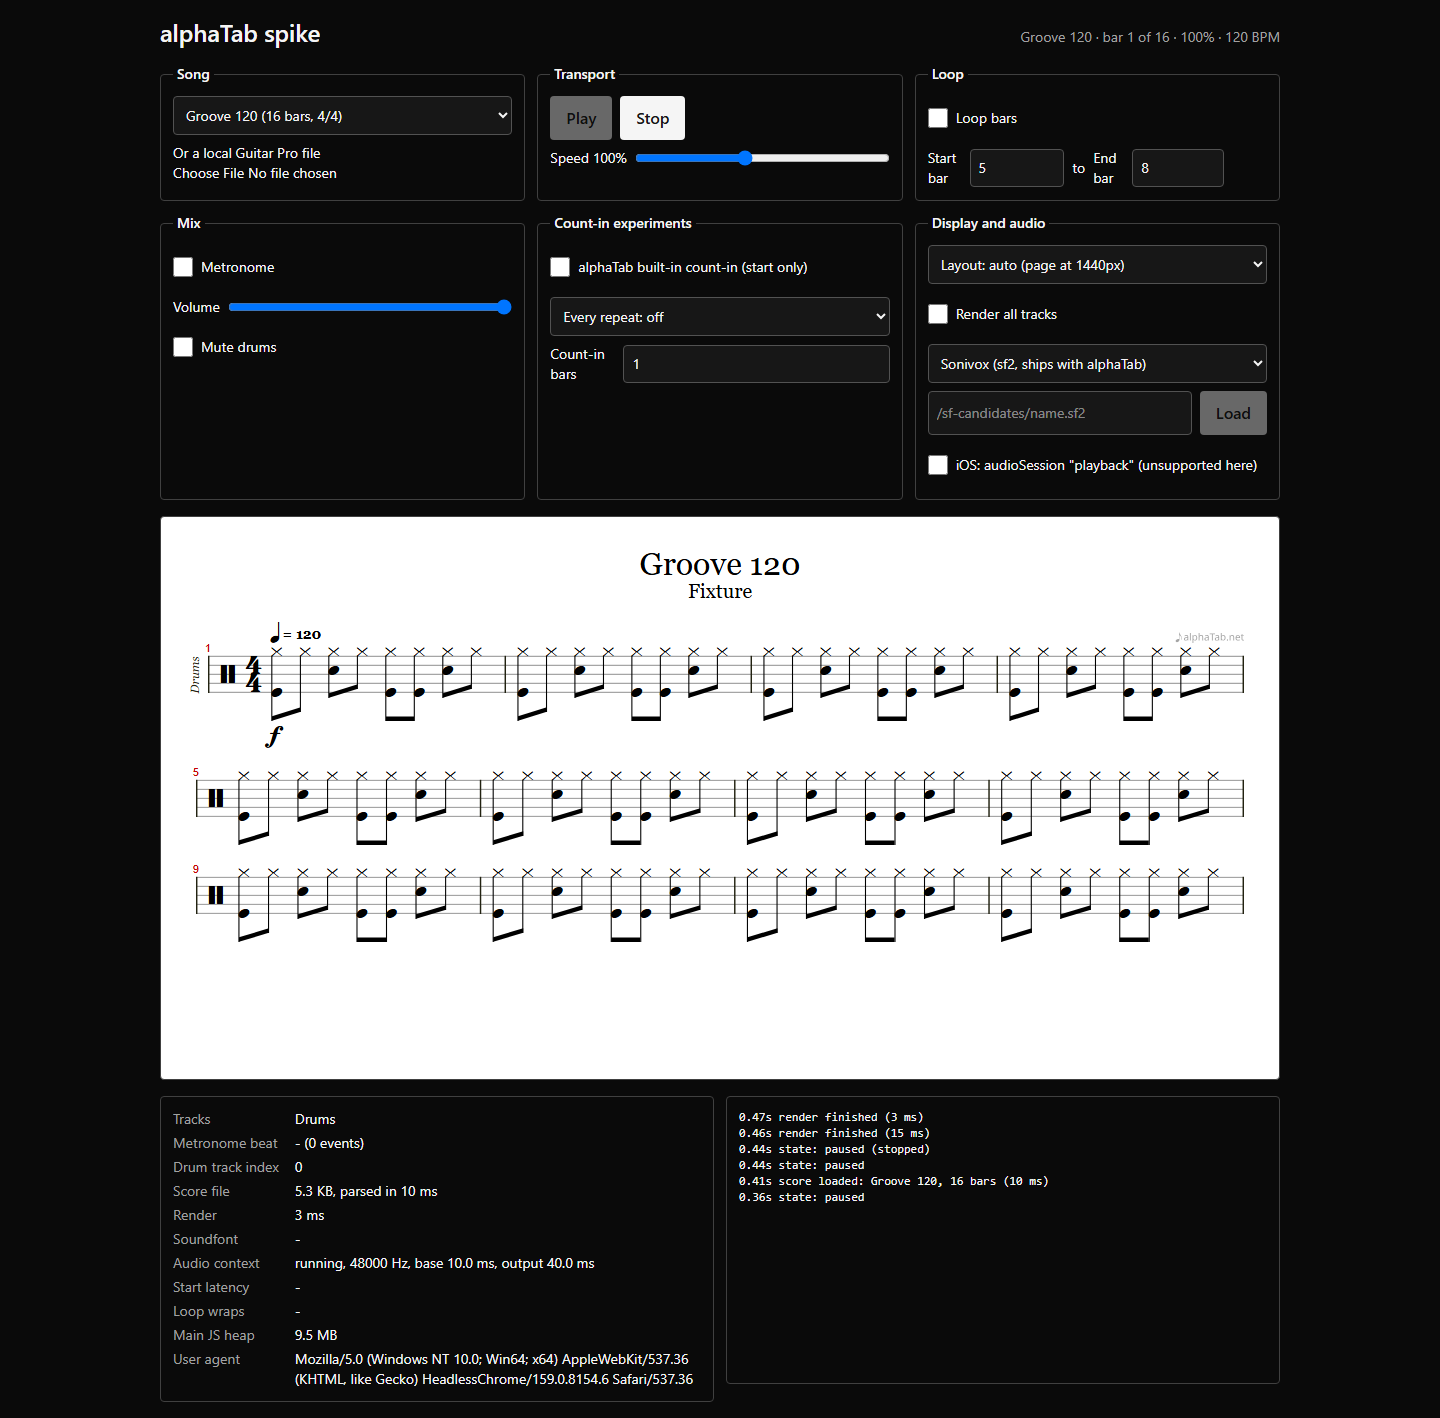 alphaTab spike
Groove 120 · bar 1 of 16 · 100% · 120 BPM
Song
Groove 120 (16 bars, 4/4)
Or a local Guitar Pro file
Choose File No file chosen
Transport
Play
Stop
Speed 100%
Loop
Loop bars
Start bar
5
to
End bar
8
Mix
Metronome
Volume
Mute drums
Count-in experiments
alphaTab built-in count-in (start only)
Every repeat: off
Count-in bars
1
Display and audio
Layout: auto (page at 1440px)
Render all tracks
Sonivox (sf2, ships with alphaTab)
/sf-candidates/name.sf2
Load
iOS: audioSession "playback" (unsupported here)
Groove 120
Fixture
= 120
alphaTab.net
1
Drums
4
4
f
5
9
Tracks Drums
Metronome beat - (0 events)
Drum track index 0
Score file 5.3 KB, parsed in 10 ms
Render 3 ms
Soundfont -
Audio context running, 48000 Hz, base 10.0 ms, output 40.0 ms
Start latency -
Loop wraps -
Main JS heap 9.5 MB
User agent Mozilla/5.0 (Windows NT 10.0; Win64; x64) AppleWebKit/537.36
(KHTML, like Gecko) HeadlessChrome/159.0.8154.6 Safari/537.36
0.47s render finished (3 ms)
0.46s render finished (15 ms)
0.44s state: paused (stopped)
0.44s state: paused
0.41s score loaded: Groove 120, 16 bars (10 ms)
0.36s state: paused